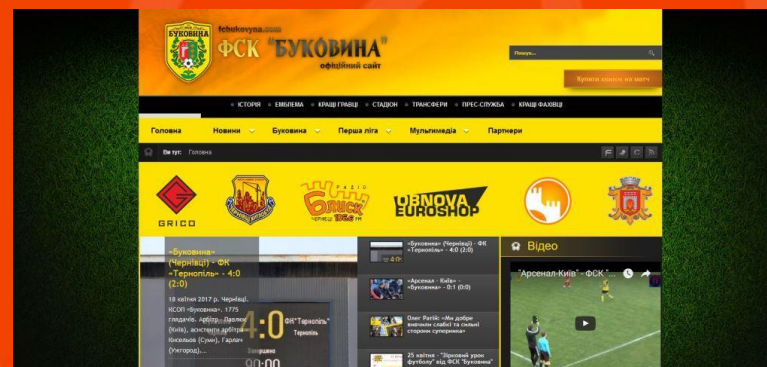 БУКОВИНА
fcbukovyna.com
ФСК "БУКОВИНА"
офіційний сайт
Пошук...
Купити квиток на матч
ІСТОРІЯ
ЕМБЛЕМА
КРАЩІ ГРАВЦІ
СТАДІОН
ТРАНСФЕРИ
ПРЕС-СЛУЖБА
КРАЩІ ФАХІВЦІ
Головна
Новини
Буковина
Перша ліга
Мультимедіа
Партнери
Ви тут: Головна
GRICO
РАДІО
Блиск
ЧЕРНІВЦІ 106.6 FM
OBNOVA
EUROSHOP
«Буковина»
(Чернівці) - ФК
«Тернопіль» - 4:0
(2:0)
18 квітня 2017 р. Чернівці.
КСОП «Буковина». 1775
глядачів. Арбітр - Павлюк
(Київ), асистенти арбітра -
Кисельов (Суми), Гарлач
(Ужгород)....
4:0
ФК"Тернопіль"
Тернопіль
Завершено
90:00
«Буковина» (Чернівці) - ФК
«Тернопіль» - 4:0 (2:0)
«Арсенал - Київ» -
«Буковина» - 0:1 (0:0)
Олег Ратій: «Ми добре
вивчили слабкі та сильні
сторони суперника»
25 квітня - "Зірковий урок
футболу" від ФСК "Буковина"
Відео
"Арсенал-Київ" - ФСК "...